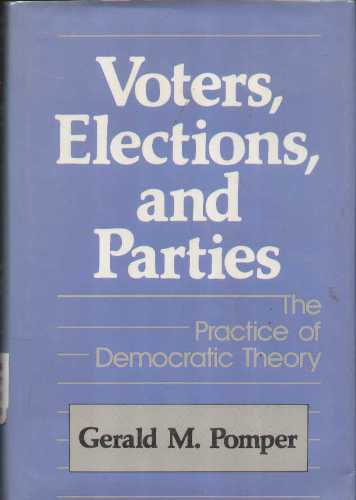 Voters,
Elections,
and
Parties
The
Practice of
Democratic Theory
Gerald M. Pomper